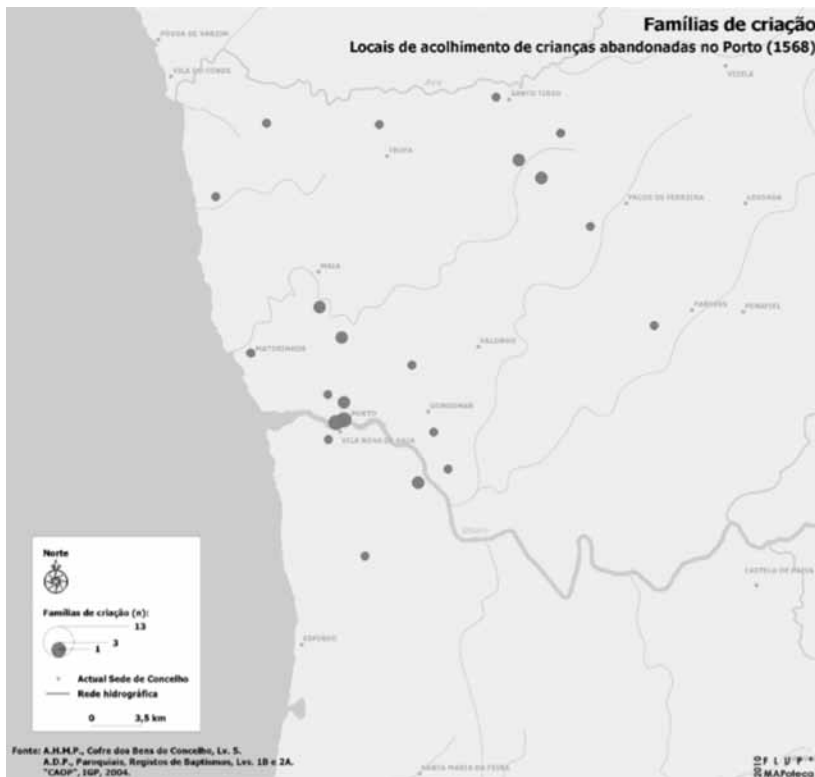 Famílias de criação
Locais de acolhimento de crianças abandonadas no Porto (1568)
PÓVOA DE VARZIM
VILA DO CONDE
Ave
SANTO TIRSO
VIZELA
TROFA
PAÇOS DE FERREIRA
LOUSADA
MAIA
PAREDES
PENAFIEL
MATOSINHOS
VALONGO
GONDOMAR
PORTO
VILA NOVA DE GAIA
Douro
CASTELO DE PAIVA
ESPINHO
SANTA MARIA DA FEIRA
Norte
Famílias de criação (n):
13
3
1
Actual Sede de Concelho
Rede hidrográfica
0 3,5 km
Fonte: A.H.M.P., Cofre dos Bens do Concelho, Lv. 5.
A.D.P., Paroquiais, Registos de Baptismos, Lvs. 1B e 2A.
"CAOP", IGP, 2004.
2010
F L U P
MAPoteca